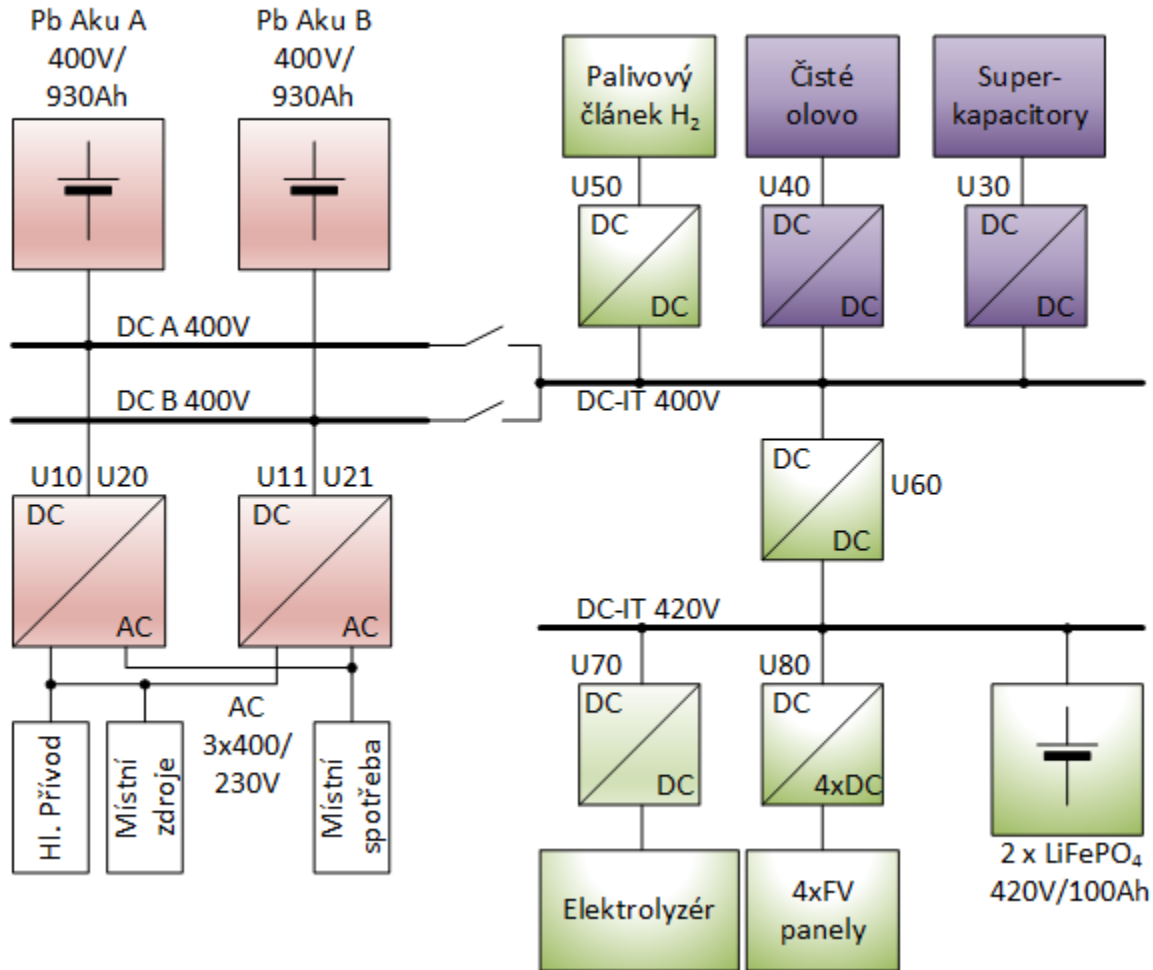 Pb Aku A
400V/
930Ah
Pb Aku B
400V/
930Ah
Palivový
článek H₂
Čisté
olovo
Super-
kapacitory
U50
DC
DC
U40
DC
DC
U30
DC
DC
DC A 400V
DC B 400V
DC-IT 400V
U10 U20
DC
AC
U11 U21
DC
AC
DC
DC
U60
DC-IT 420V
U70
DC
DC
U80
DC
4xDC
Hl. Přívod
Místní
zdroje
AC
3x400/
230V
Místní
spotřeba
Elektrolyzér
4xFV
panely
2 x LiFePO₄
420V/100Ah